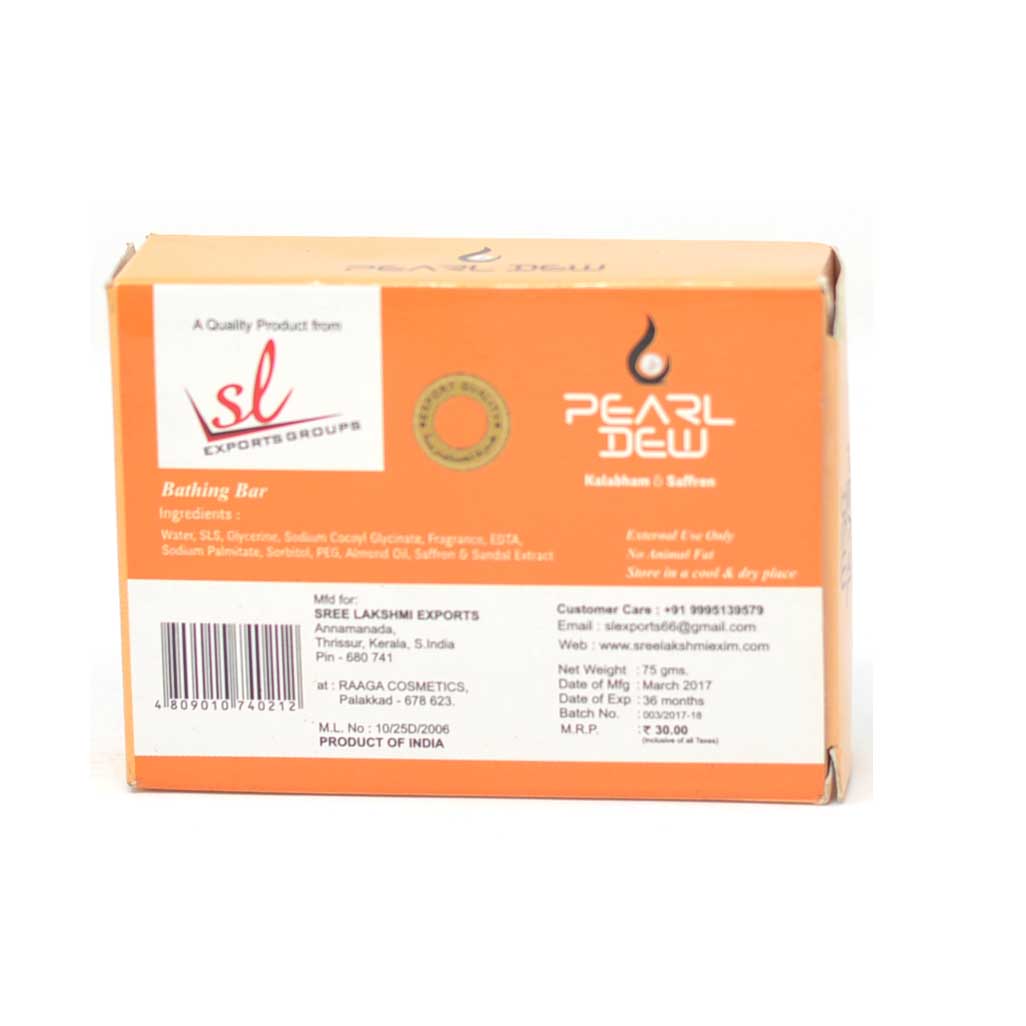 PEARL DEW
A Quality Product from
sl
EXPORTS GROUPS
EXPORT QUALITY
PEARL
DEW
Kalabham & Saffron
Bathing Bar
Ingredients :
Water, SLS, Glycerine, Sodium Cocoyl Glycinate, Fragrance, EDTA,
Sodium Palmitate, Sorbitol, PEG, Almond Oil, Saffron & Sandal Extract
External Use Only
No Animal Fat
Store in a cool & dry place
Mfd for:
SREE LAKSHMI EXPORTS
Annamanada,
Thrissur, Kerala, S.India
Pin - 680 741
at : RAAGA COSMETICS,
Palakkad - 678 623.
M.L. No : 10/25D/2006
PRODUCT OF INDIA
4 809010 740212
Customer Care : +91 9995139579
Email : slexports66@gmail.com
Web : www.sreelakshmiexim.com
Net Weight : 75 gms.
Date of Mfg : March 2017
Date of Exp : 36 months
Batch No. : 003/2017-18
M.R.P. : ₹ 30.00
(Inclusive of all Taxes)